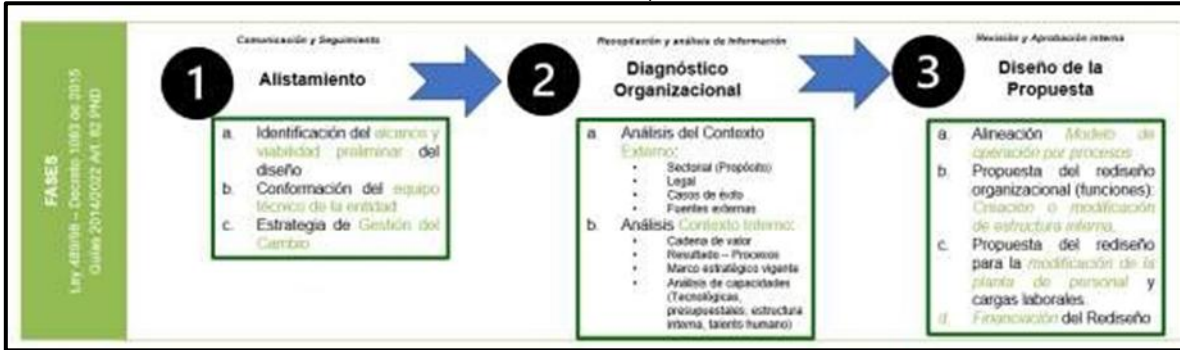 FASES
Ley 489/98 – Decreto 1083 de 2015
Guías 2014/2022 Art. 82 PND
Comunicación y Seguimiento
1
Alistamiento
a. Identificación del alcance y
viabilidad preliminar del
diseño
b. Conformación del equipo
técnico de la entidad
c. Estrategia de Gestión del
Cambio
Recopilación y análisis de Información
2
Diagnóstico
Organizacional
a. Análisis del Contexto
Externo:
• Sectorial (Propósito)
• Legal
• Casos de éxito
• Fuentes externas
b. Análisis Contexto Interno:
• Cadena de valor
• Resultado – Procesos
• Marco estratégico vigente
• Análisis de capacidades
(Tecnológicas,
presupuestales, estructura
interna, talento humano)
Revisión y Aprobación interna
3
Diseño de la
Propuesta
a. Alineación Modelo de
operación por procesos
b. Propuesta del rediseño
organizacional (funciones):
Creación o modificación
de estructura interna.
c. Propuesta del rediseño
para la modificación de la
planta de personal y
cargas laborales
d. Financiación del Rediseño